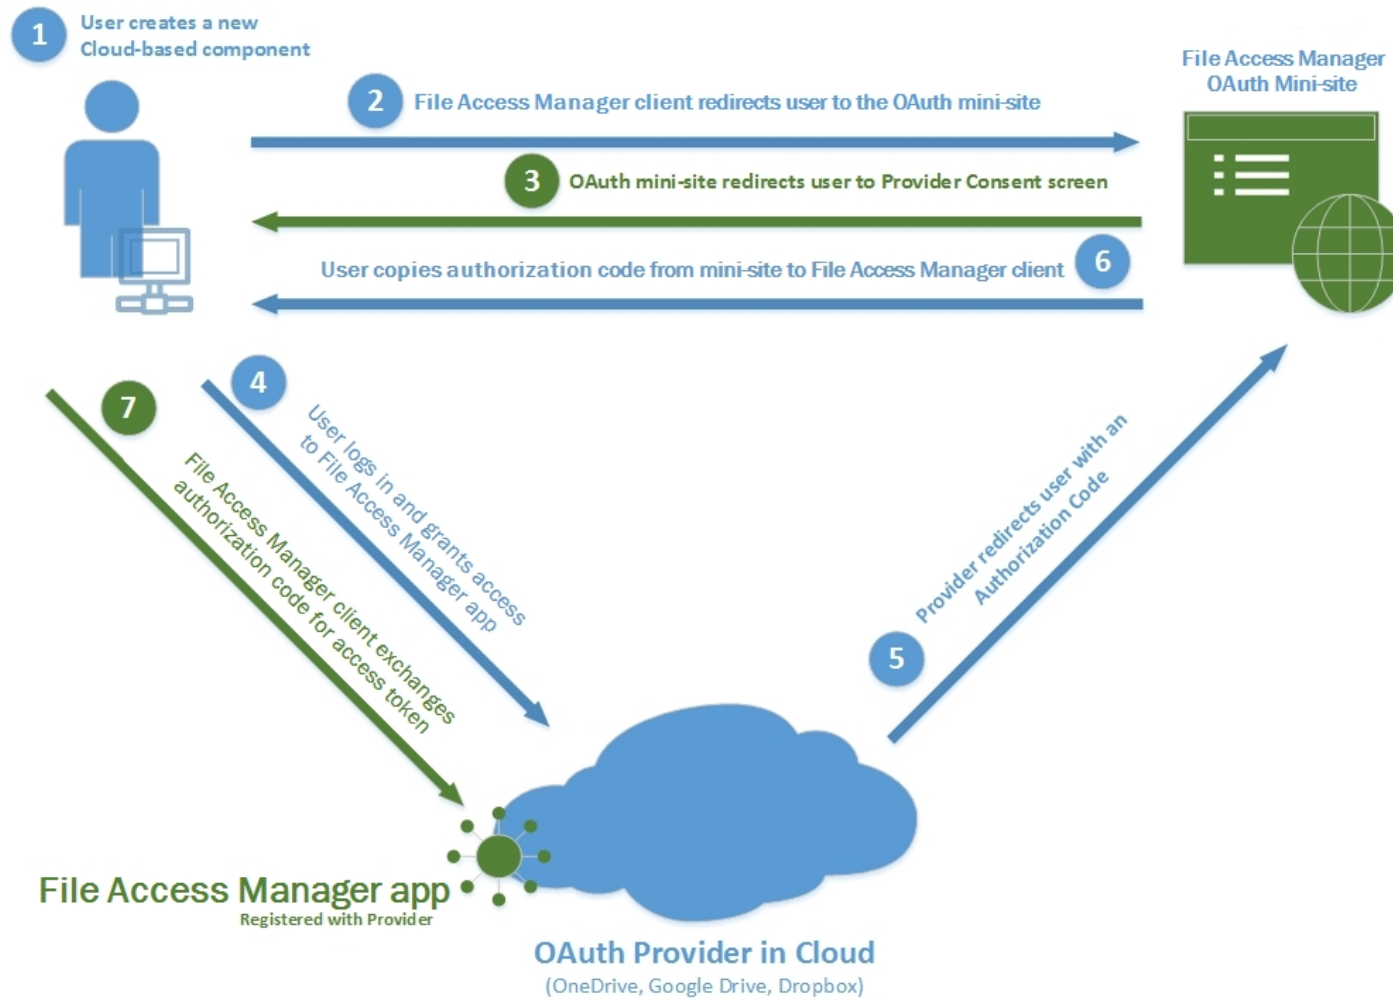 1
User creates a new
Cloud-based component
2
File Access Manager client redirects user to the OAuth mini-site
File Access Manager
OAuth Mini-site
3
OAuth mini-site redirects user to Provider Consent screen
6
User copies authorization code from mini-site to File Access Manager client
4
User logs in and grants access
to File Access Manager app
7
File Access Manager client exchanges
authorization code for access token
5
Provider redirects user with an
Authorization Code
File Access Manager app
Registered with Provider
OAuth Provider in Cloud
(OneDrive, Google Drive, Dropbox)